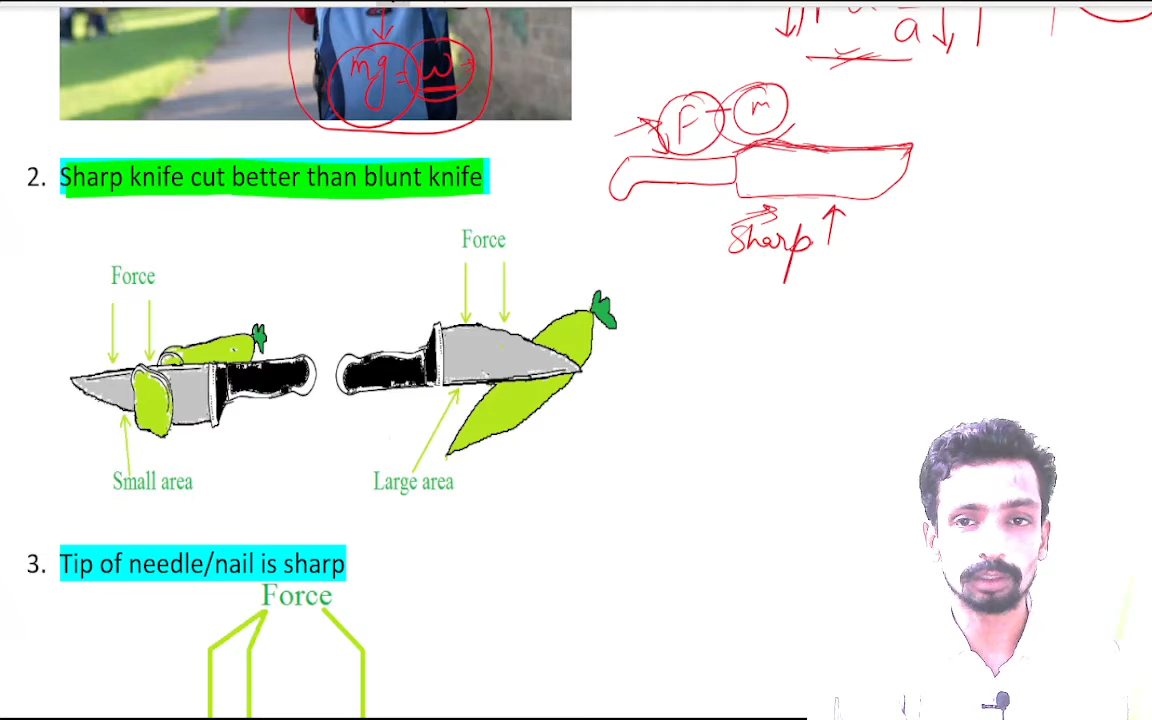 mg = w
a
F
m
2. Sharp knife cut better than blunt knife
Sharp
Force
Force
Small area
Large area
3. Tip of needle/nail is sharp
Force